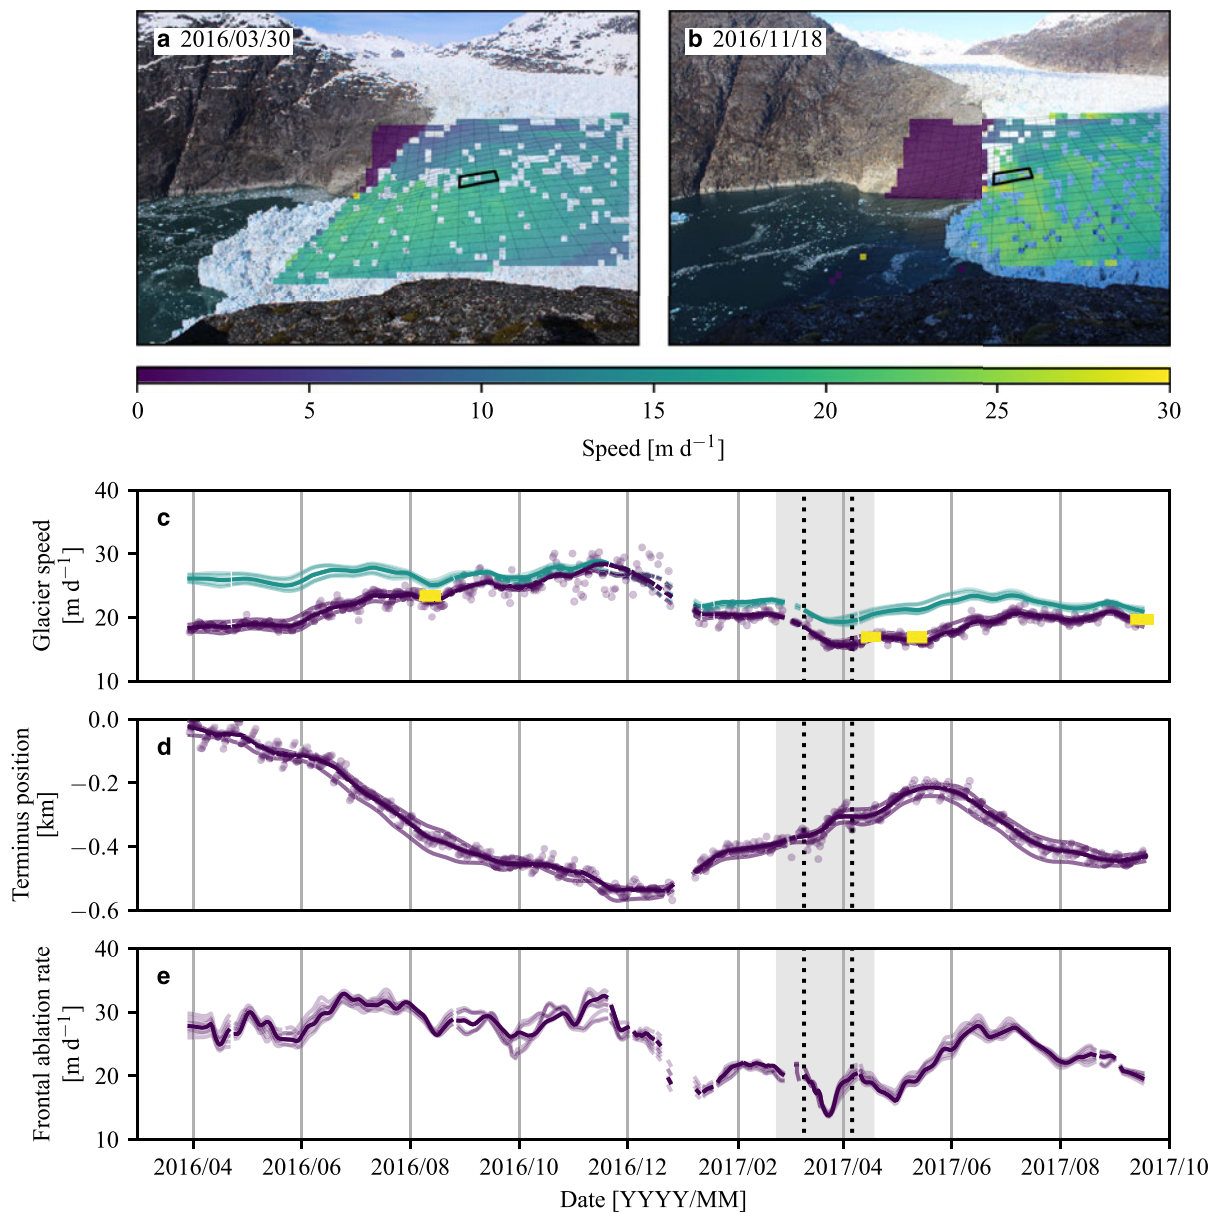 a 2016/03/30
b 2016/11/18
0 5 10 15 20 25 30
Speed [m d−1]
c
Glacier speed
[m d−1]
40
30
20
10
d
Terminus position
[km]
0.0
−0.2
−0.4
−0.6
e
Frontal ablation rate
[m d−1]
40
30
20
10
2016/04 2016/06 2016/08 2016/10 2016/12 2017/02 2017/04 2017/06 2017/08 2017/10
Date [YYYY/MM]